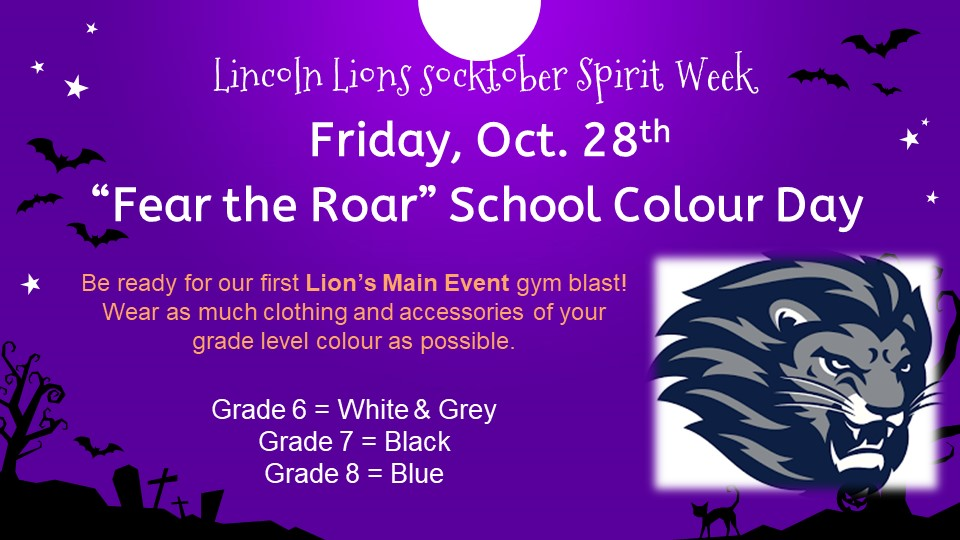 Lincoln Lions socktober Spirit Week
Friday, Oct. 28th
“Fear the Roar” School Colour Day
Be ready for our first Lion’s Main Event gym blast!
Wear as much clothing and accessories of your
grade level colour as possible.
Grade 6 = White & Grey
Grade 7 = Black
Grade 8 = Blue